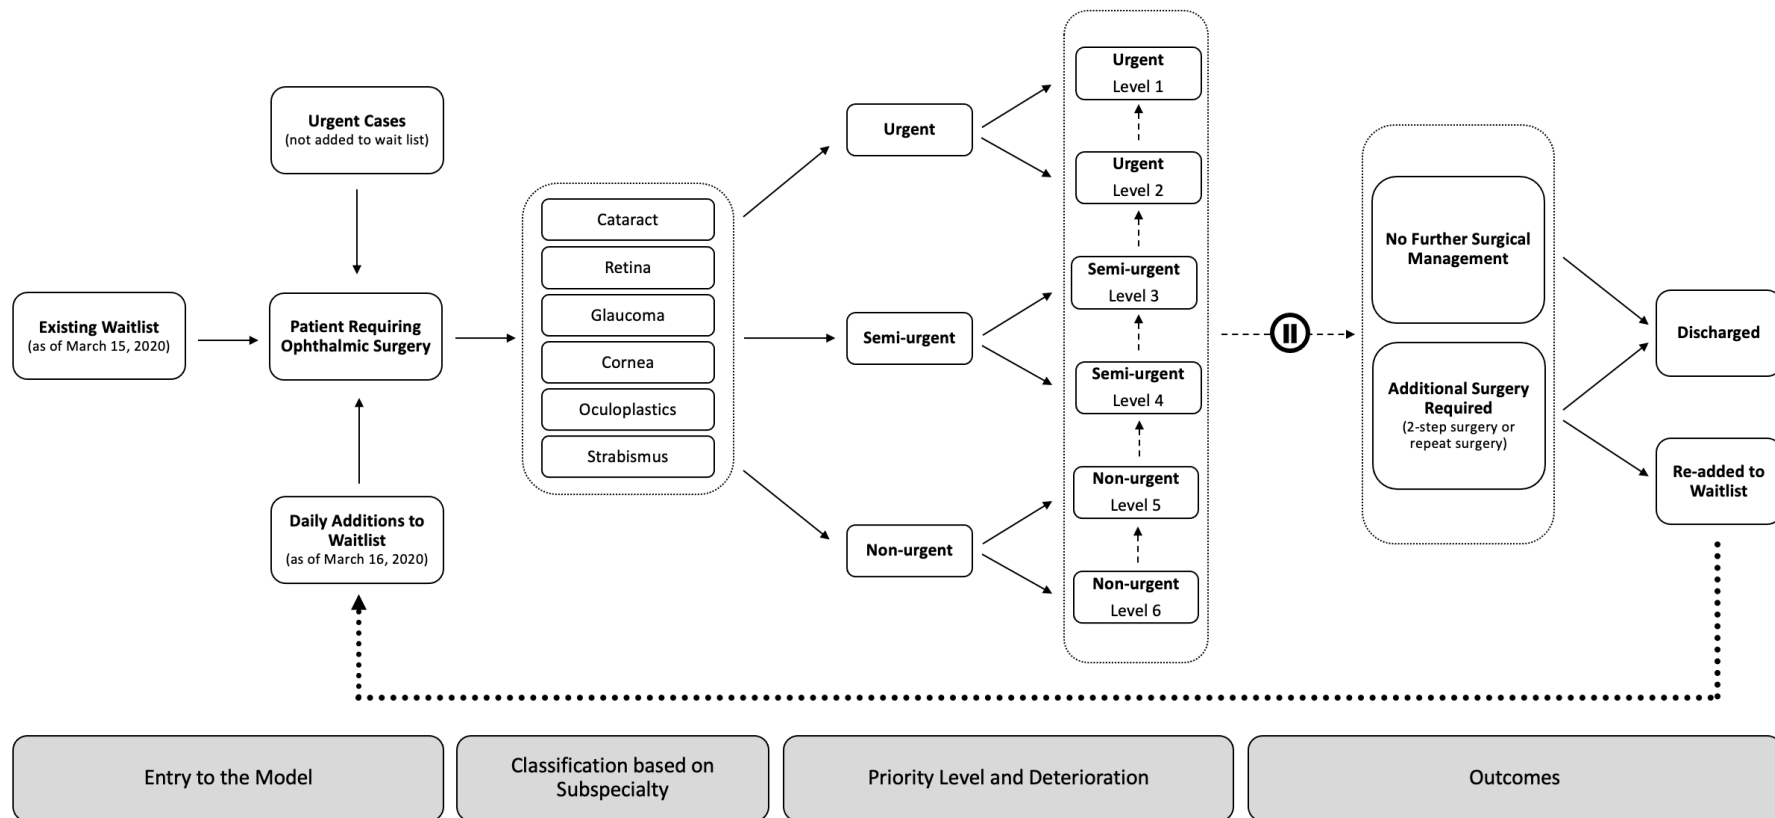 Urgent Cases
(not added to wait list)
Existing Waitlist
(as of March 15, 2020)
Patient Requiring
Ophthalmic Surgery
Daily Additions to
Waitlist
(as of March 16, 2020)
Cataract
Retina
Glaucoma
Cornea
Oculoplastics
Strabismus
Urgent
Semi-urgent
Non-urgent
Urgent
Level 1
Urgent
Level 2
Semi-urgent
Level 3
Semi-urgent
Level 4
Non-urgent
Level 5
Non-urgent
Level 6
No Further Surgical
Management
Additional Surgery
Required
(2-step surgery or
repeat surgery)
Discharged
Re-added to
Waitlist
Entry to the Model
Classification based on
Subspecialty
Priority Level and Deterioration
Outcomes